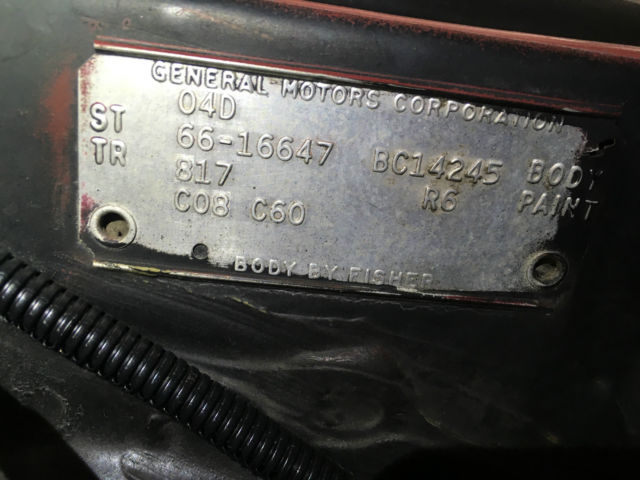 GENERAL MOTORS CORPORATION
04D
ST 66-16647 BC14245 BODY
TR 817 R6 PAINT
C08 C60
BODY BY FISHER